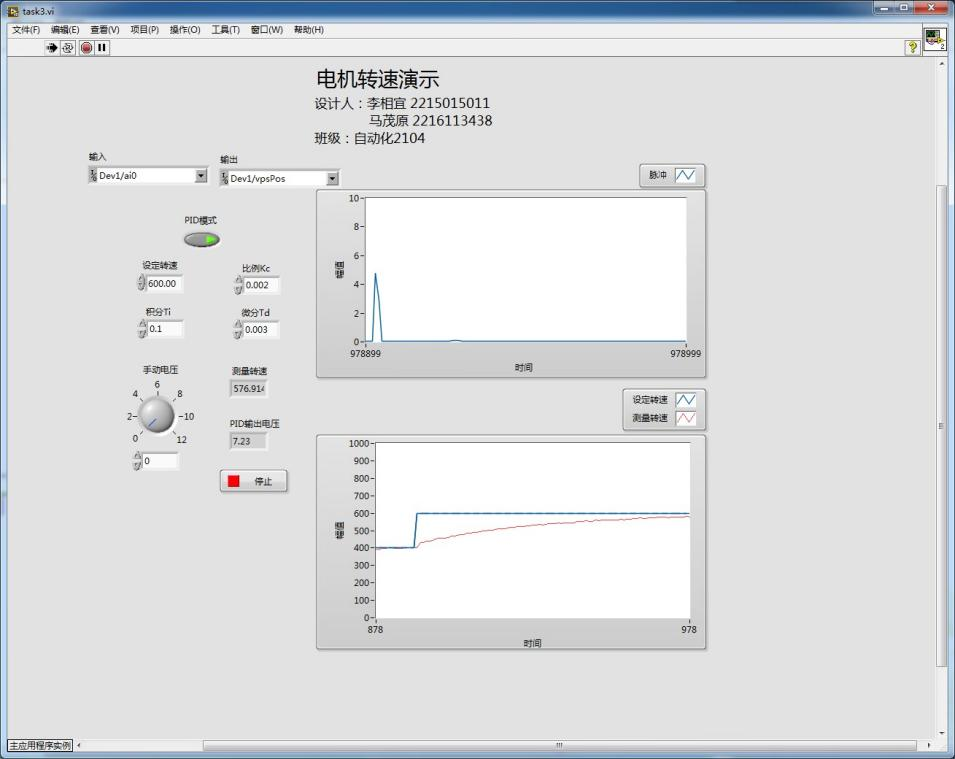 task3.vi
文件(F) 编辑(E) 查看(V) 项目(P) 操作(O) 工具(T) 窗口(W) 帮助(H)
?
2
电机转速演示
设计人：李相宜 2215015011
马茂原 2216113438
班级：自动化2104
输入
Dev1/ai0
输出
Dev1/vpsPos
PID模式
设定转速
600.00
比例Kc
0.002
积分Ti
0.1
微分Td
0.003
手动电压
0
2
4
6
8
10
12
0
测量转速
576.914
PID输出电压
7.23
停止
脉冲
10
8
6
4
2
0
幅值
978899
978999
时间
设定转速
测量转速
1000
900
800
700
600
500
400
300
200
100
0
幅值
878
978
时间
主应用程序实例